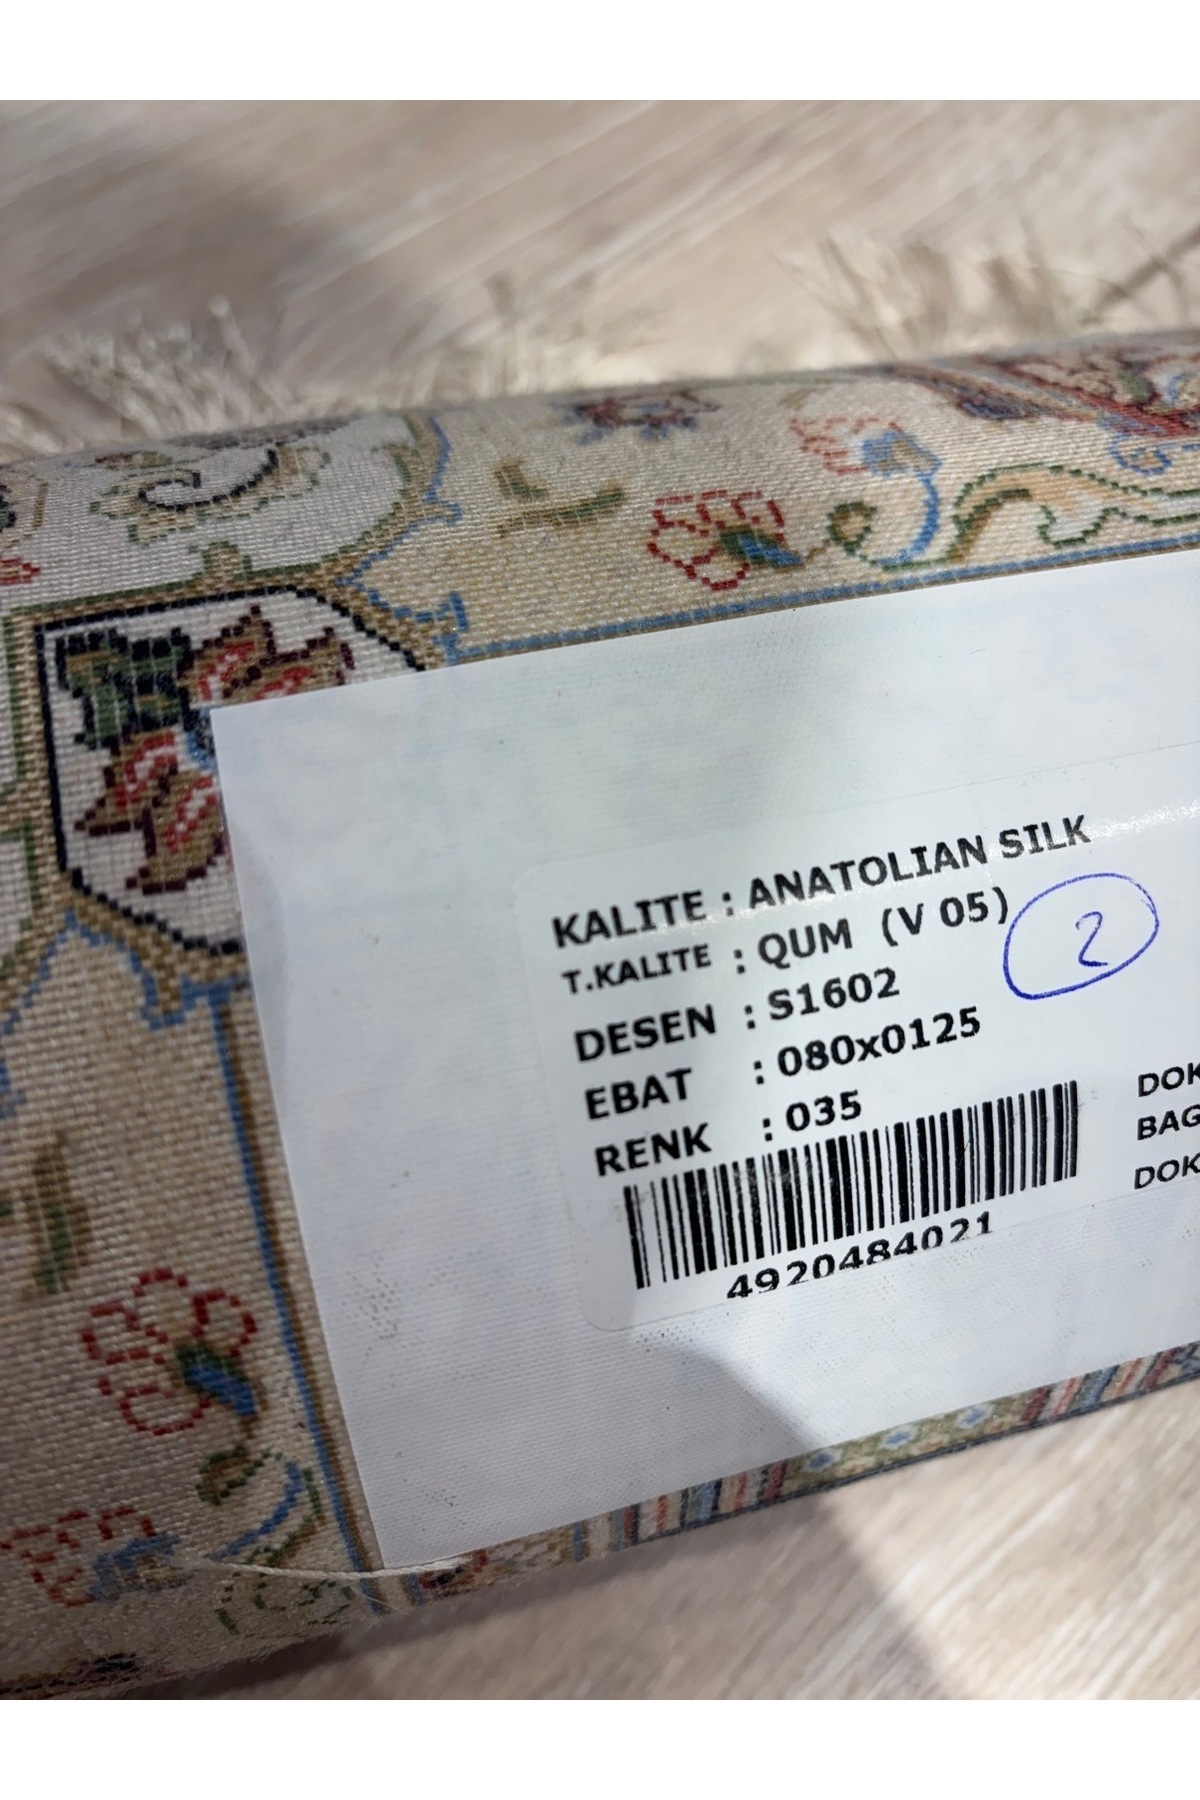 KALITE : ANATOLIAN SILK
T.KALITE : QUM (V 05)
2
DESEN : S1602
EBAT : 080x0125
RENK : 035
4920484021
DOK
BAG
DOK